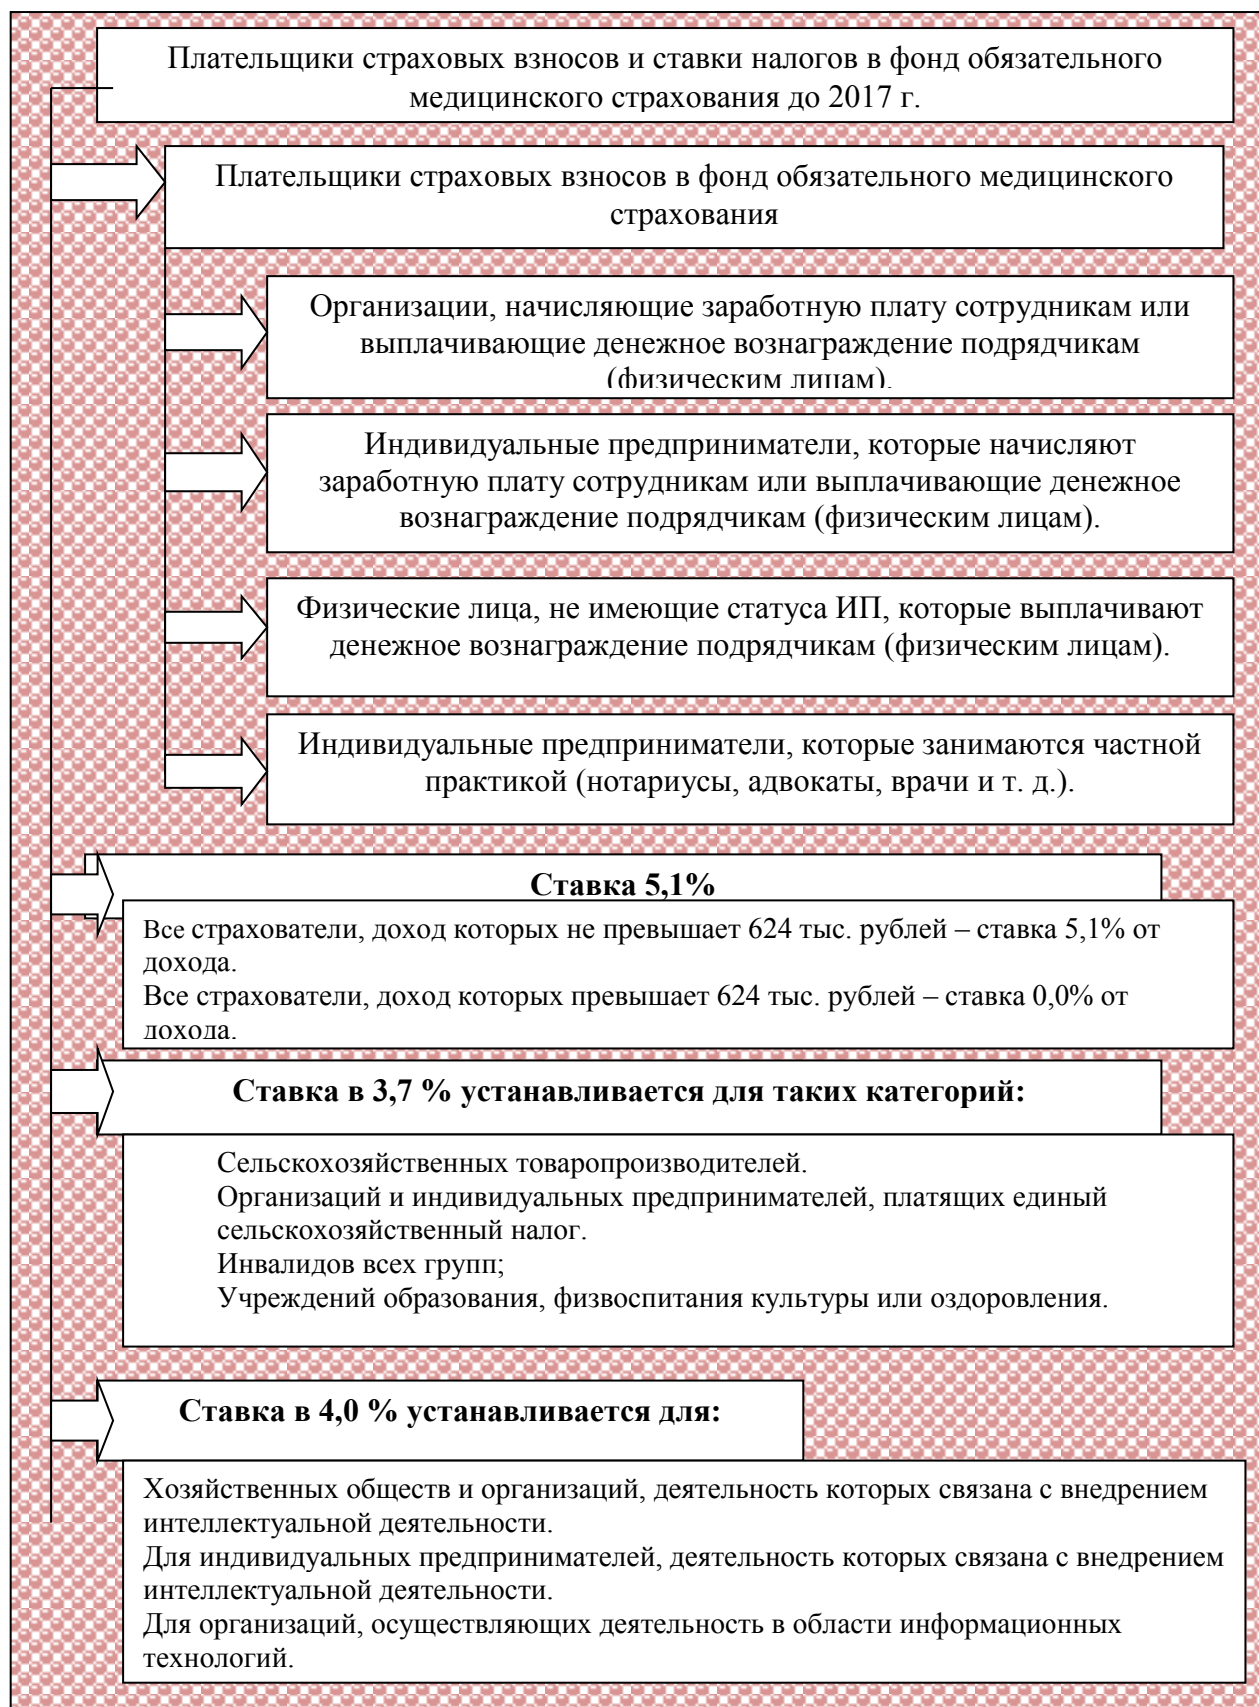 Плательщики страховых взносов и ставки налогов в фонд обязательного
медицинского страхования до 2017 г.
Плательщики страховых взносов в фонд обязательного медицинского
страхования
Организации, начисляющие заработную плату сотрудникам или
выплачивающие денежное вознаграждение подрядчикам
(физическим лицам).
Индивидуальные предприниматели, которые начисляют
заработную плату сотрудникам или выплачивающие денежное
вознаграждение подрядчикам (физическим лицам).
Физические лица, не имеющие статуса ИП, которые выплачивают
денежное вознаграждение подрядчикам (физическим лицам).
Индивидуальные предприниматели, которые занимаются частной
практикой (нотариусы, адвокаты, врачи и т. д.).
Ставка 5,1%
Все страхователи, доход которых не превышает 624 тыс. рублей – ставка 5,1% от
дохода.
Все страхователи, доход которых превышает 624 тыс. рублей – ставка 0,0% от
дохода.
Ставка в 3,7 % устанавливается для таких категорий:
Сельскохозяйственных товаропроизводителей.
Организаций и индивидуальных предпринимателей, платящих единый
сельскохозяйственный налог.
Инвалидов всех групп;
Учреждений образования, физвоспитания культуры или оздоровления.
Ставка в 4,0 % устанавливается для:
Хозяйственных обществ и организаций, деятельность которых связана с внедрением
интеллектуальной деятельности.
Для индивидуальных предпринимателей, деятельность которых связана с внедрением
интеллектуальной деятельности.
Для организаций, осуществляющих деятельность в области информационных
технологий.